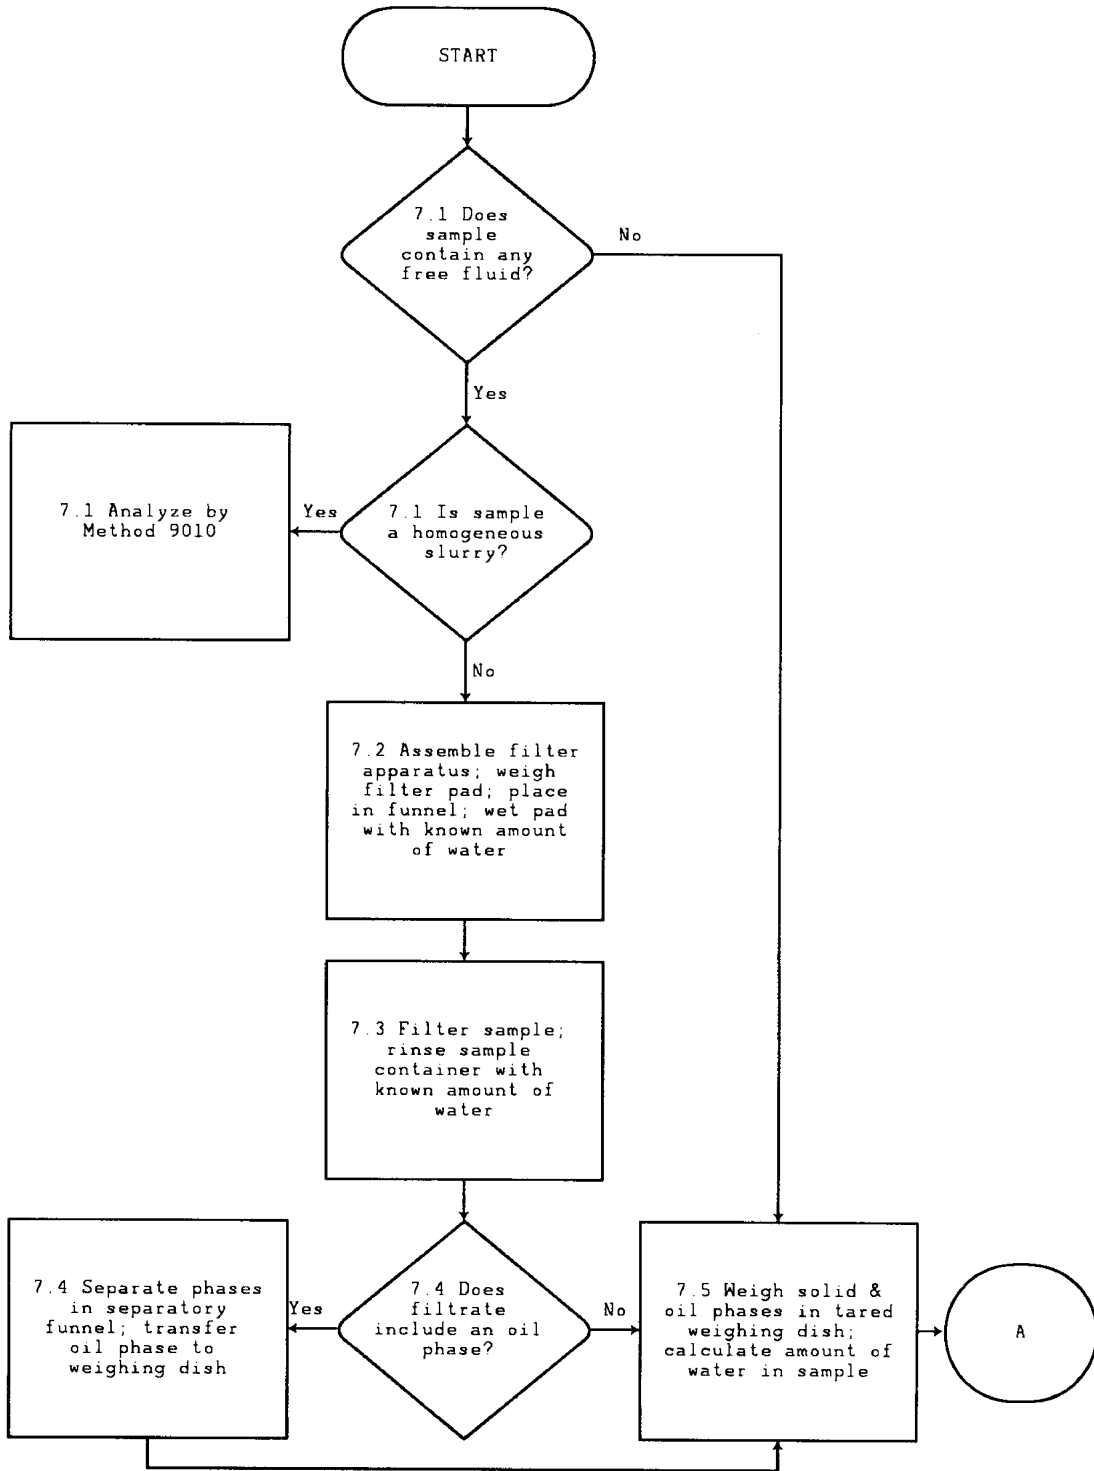 START
7.1 Does
sample
contain any
free fluid?
No
Yes
7.1 Is sample
a homogeneous
slurry?
Yes
7.1 Analyze by
Method 9010
No
7.2 Assemble filter
apparatus; weigh
filter pad; place
in funnel; wet pad
with known amount
of water
7.3 Filter sample;
rinse sample
container with
known amount of
water
7.4 Does
filtrate
include an oil
phase?
Yes
7.4 Separate phases
in separatory
funnel; transfer
oil phase to
weighing dish
No
7.5 Weigh solid &
oil phases in tared
weighing dish;
calculate amount of
water in sample
A